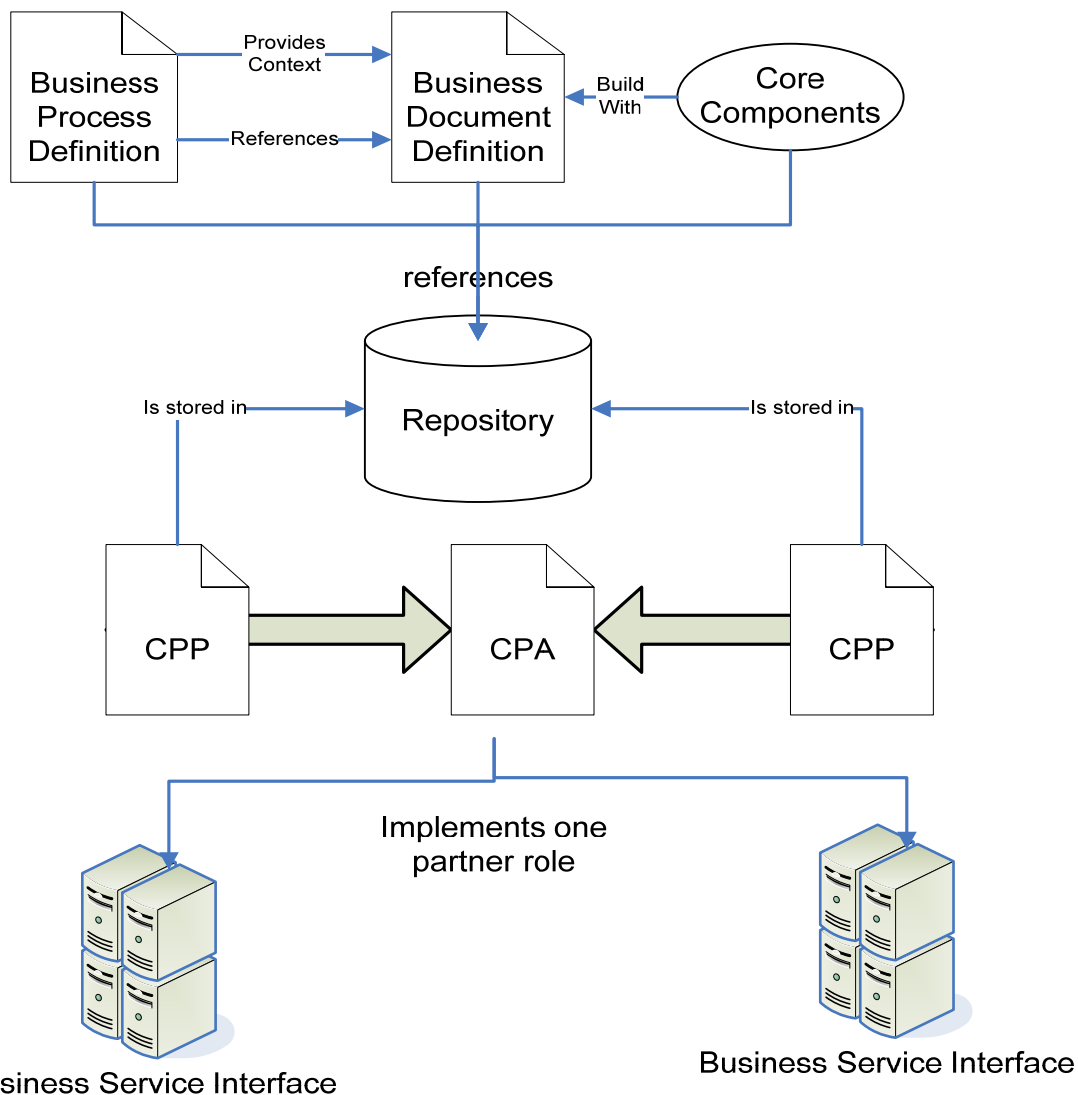 Provides
Context
Business
Process
Definition
References
Business
Document
Definition
Build
With
Core
Components
references
Is stored in
Repository
Is stored in
CPP
CPA
CPP
Implements one
partner role
siness Service Interface
Business Service Interface